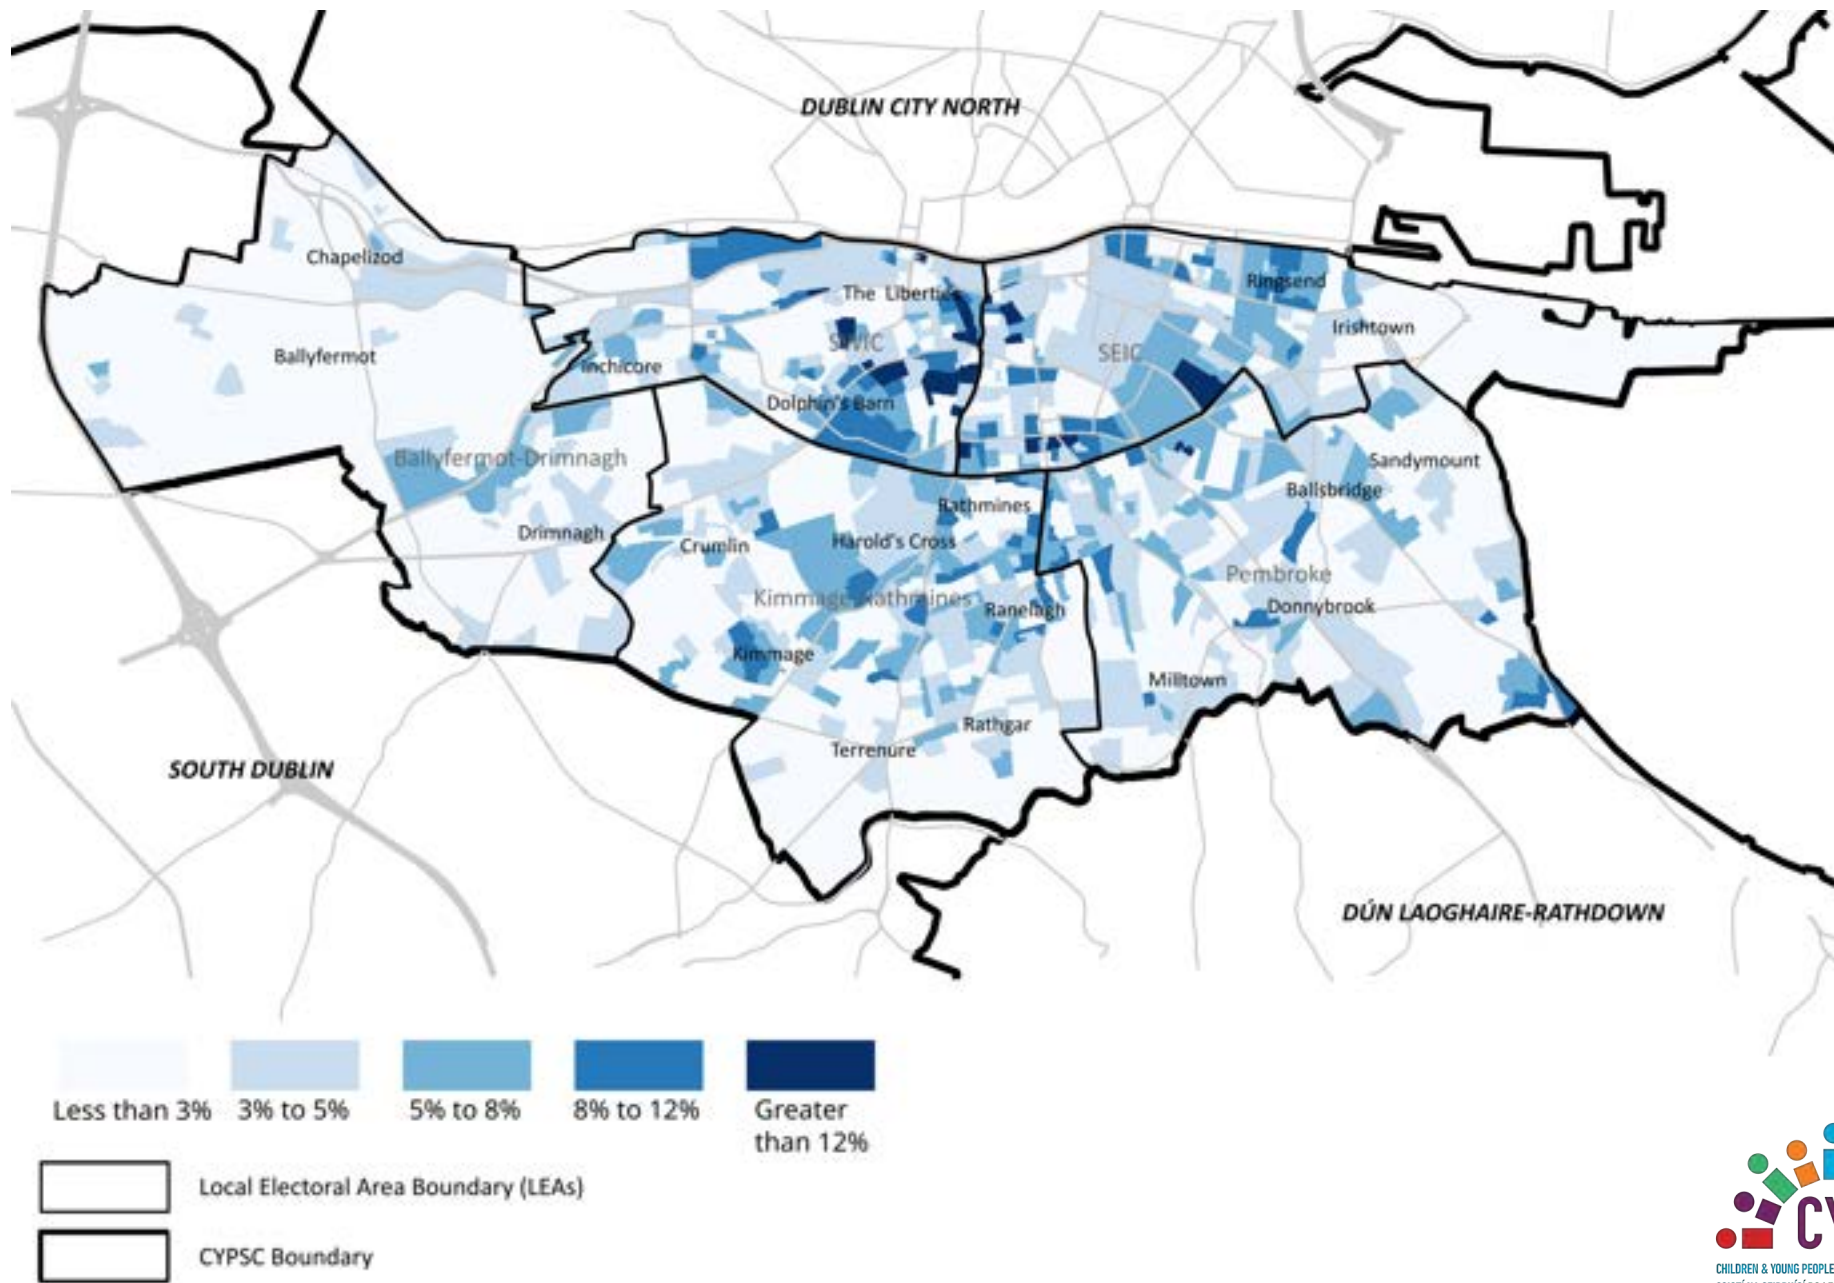 DUBLIN CITY NORTH
Chapelizod
The Liberties
Ringsend
Irishtown
Ballyfermot
SWIC
SEIC
Inchicore
Dolphin's Barn
Ballyfermot-Drimnagh
Sandymount
Ballsbridge
Rathmines
Drimnagh
Crumlin
Harold's Cross
Pembroke
Kimmage-Rathmines
Ranelagh
Donnybrook
Kimmage
Milltown
Rathgar
Terrenure
SOUTH DUBLIN
DÚN LAOGHAIRE-RATHDOWN
Less than 3%
3% to 5%
5% to 8%
8% to 12%
Greater
than 12%
Local Electoral Area Boundary (LEAs)
CYPSC Boundary
CHILDREN & YOUNG PEOPLE